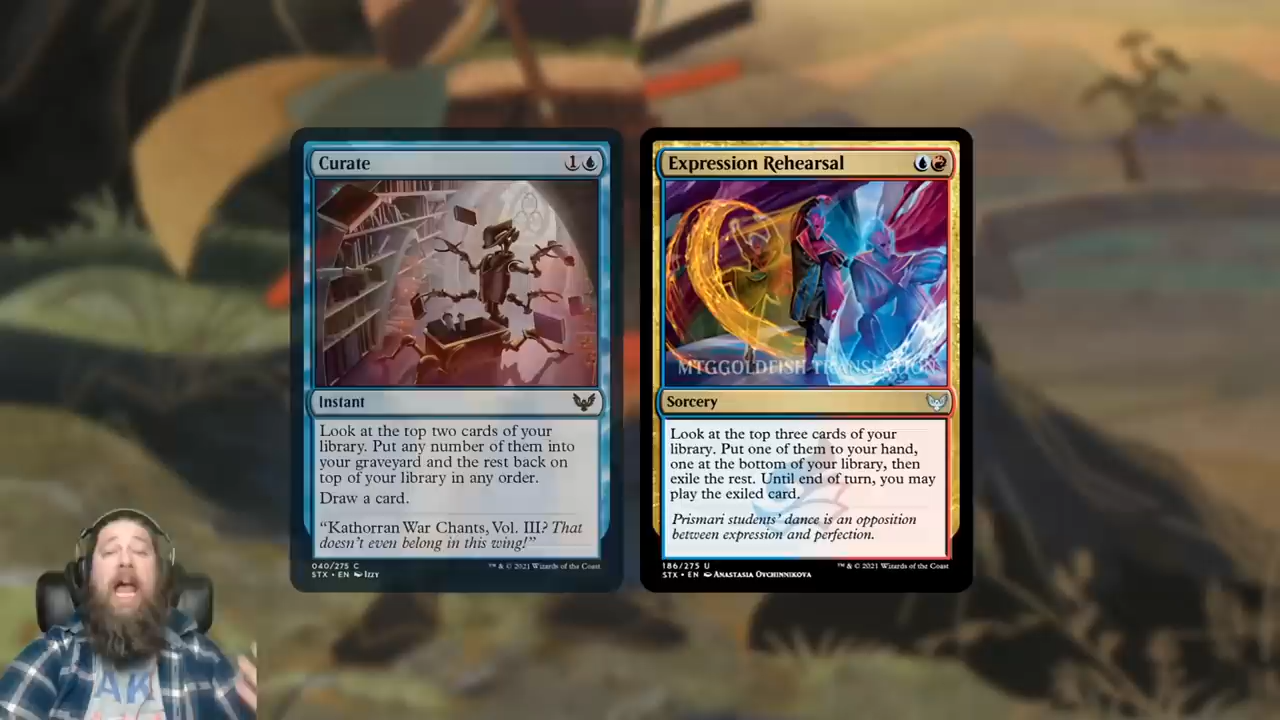 Curate
1
Instant
Look at the top two cards of your
library. Put any number of them into
your graveyard and the rest back on
top of your library in any order.
Draw a card.
“Kathorran War Chants, Vol. III? That
doesn’t even belong in this wing!”
040/275 C
STX • EN Izzy
™ & © 2021 Wizards of the Coast
Expression Rehearsal
MTGGOLDFISH TRANSLATION
Sorcery
Look at the top three cards of your
library. Put one of them to your hand,
one at the bottom of your library, then
exile the rest. Until end of turn, you may
play the exiled card.
Prismari students’ dance is an opposition
between expression and perfection.
186/275 U
STX • EN Anastasia Ovchinnikova
™ & © 2021 Wizards of the Coast
AK